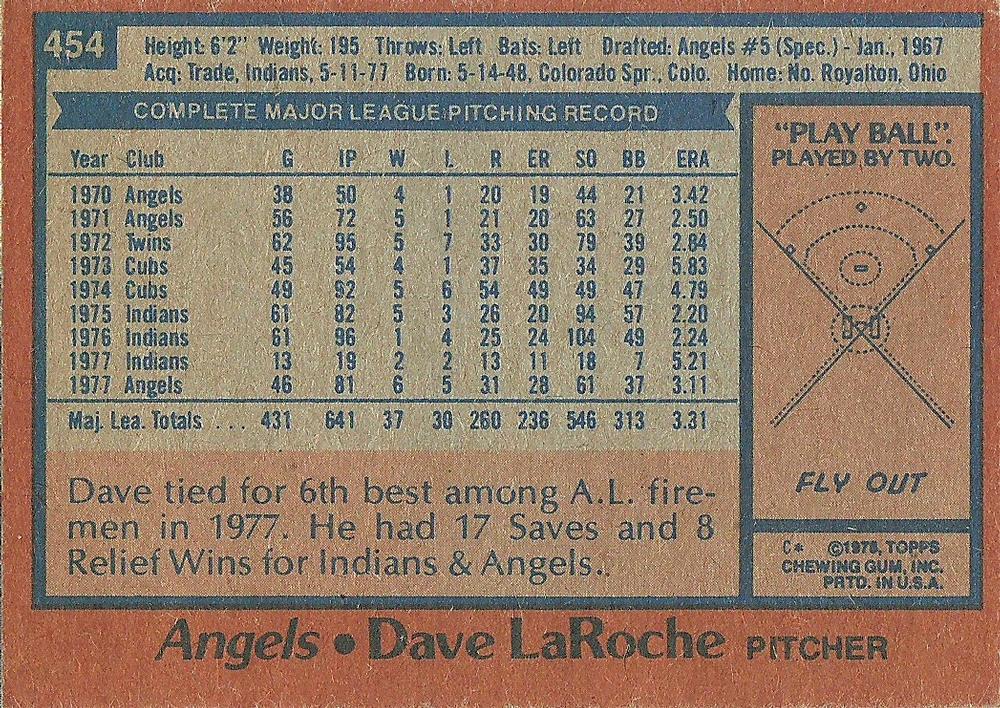 454
Height: 6'2" Weight: 195 Throws: Left Bats: Left Drafted: Angels #5 (Spec.) - Jan., 1967
Acq: Trade, Indians, 5-11-77 Born: 5-14-48, Colorado Spr., Colo. Home: No. Royalton, Ohio
COMPLETE MAJOR LEAGUE PITCHING RECORD
Year Club G IP W L R ER SO BB ERA
1970 Angels 38 50 4 1 20 19 44 21 3.42
1971 Angels 56 72 5 1 21 20 63 27 2.50
1972 Twins 62 95 5 7 33 30 79 39 2.84
1973 Cubs 45 54 4 1 37 35 34 29 5.83
1974 Cubs 49 92 5 6 54 49 49 47 4.79
1975 Indians 61 82 5 3 26 20 94 57 2.20
1976 Indians 61 96 1 4 25 24 104 49 2.24
1977 Indians 13 19 2 2 13 11 18 7 5.21
1977 Angels 46 81 6 5 31 28 61 37 3.11
Maj. Lea. Totals ... 431 641 37 30 260 236 546 313 3.31
Dave tied for 6th best among A.L. fire-
men in 1977. He had 17 Saves and 8
Relief Wins for Indians & Angels..
"PLAY BALL".
PLAYED BY TWO.
FLY OUT
C* ©1978, TOPPS
CHEWING GUM, INC.
PRTD. IN U.S.A.
Angels • Dave LaRoche PITCHER